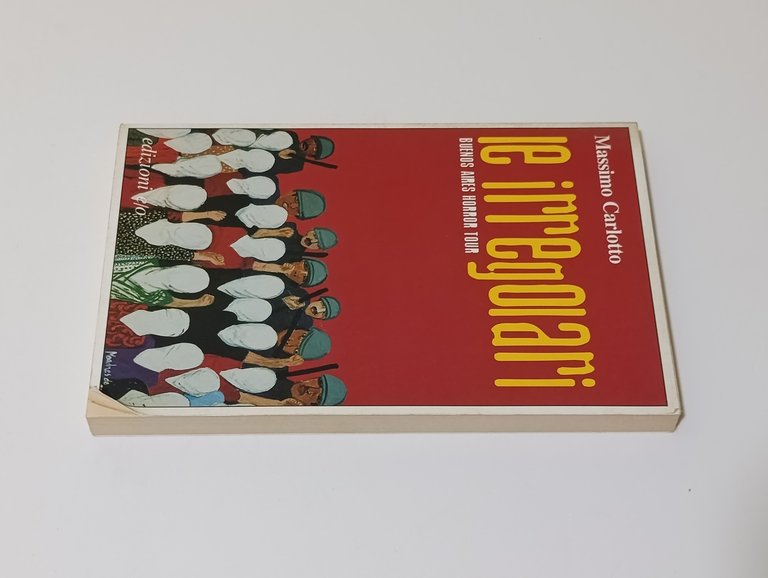 Massimo Carlotto
le irregolari
BUENOS AIRES HORROR TOUR
edizioni e/o